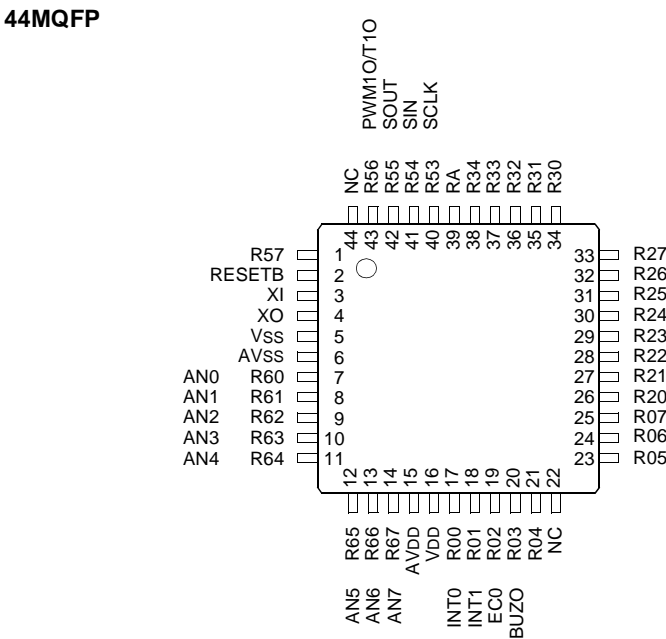 44MQFP
PWM1O/T1O
SOUT
SIN
SCLK
NC
R56
R55
R54
R53
RA
R34
R33
R32
R31
R30
44
43
42
41
40
39
38
37
36
35
34
R57 1
RESETB 2
XI 3
XO 4
VSS 5
AVSS 6
AN0 R60 7
AN1 R61 8
AN2 R62 9
AN3 R63 10
AN4 R64 11
33 R27
32 R26
31 R25
30 R24
29 R23
28 R22
27 R21
26 R20
25 R07
24 R06
23 R05
12
13
14
15
16
17
18
19
20
21
22
R65
R66
R67
AVDD
VDD
R00
R01
R02
R03
R04
NC
AN5
AN6
AN7
INT0
INT1
EC0
BUZO